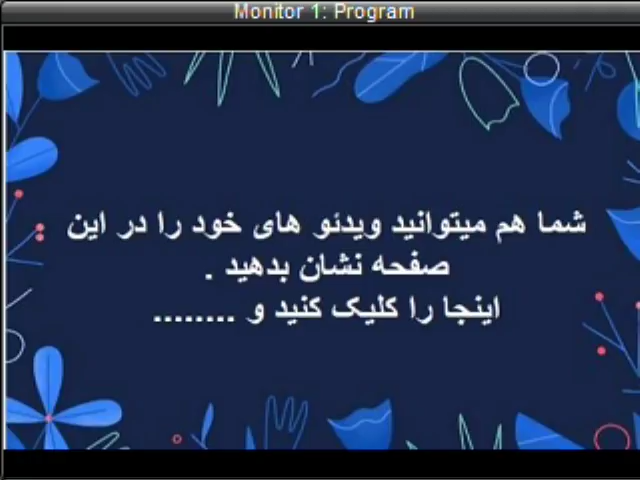 Monitor 1: Program
شما هم میتوانید ویدئو های خود را در این
صفحه نشان بدهید .
اینجا را کلیک کنید و ........